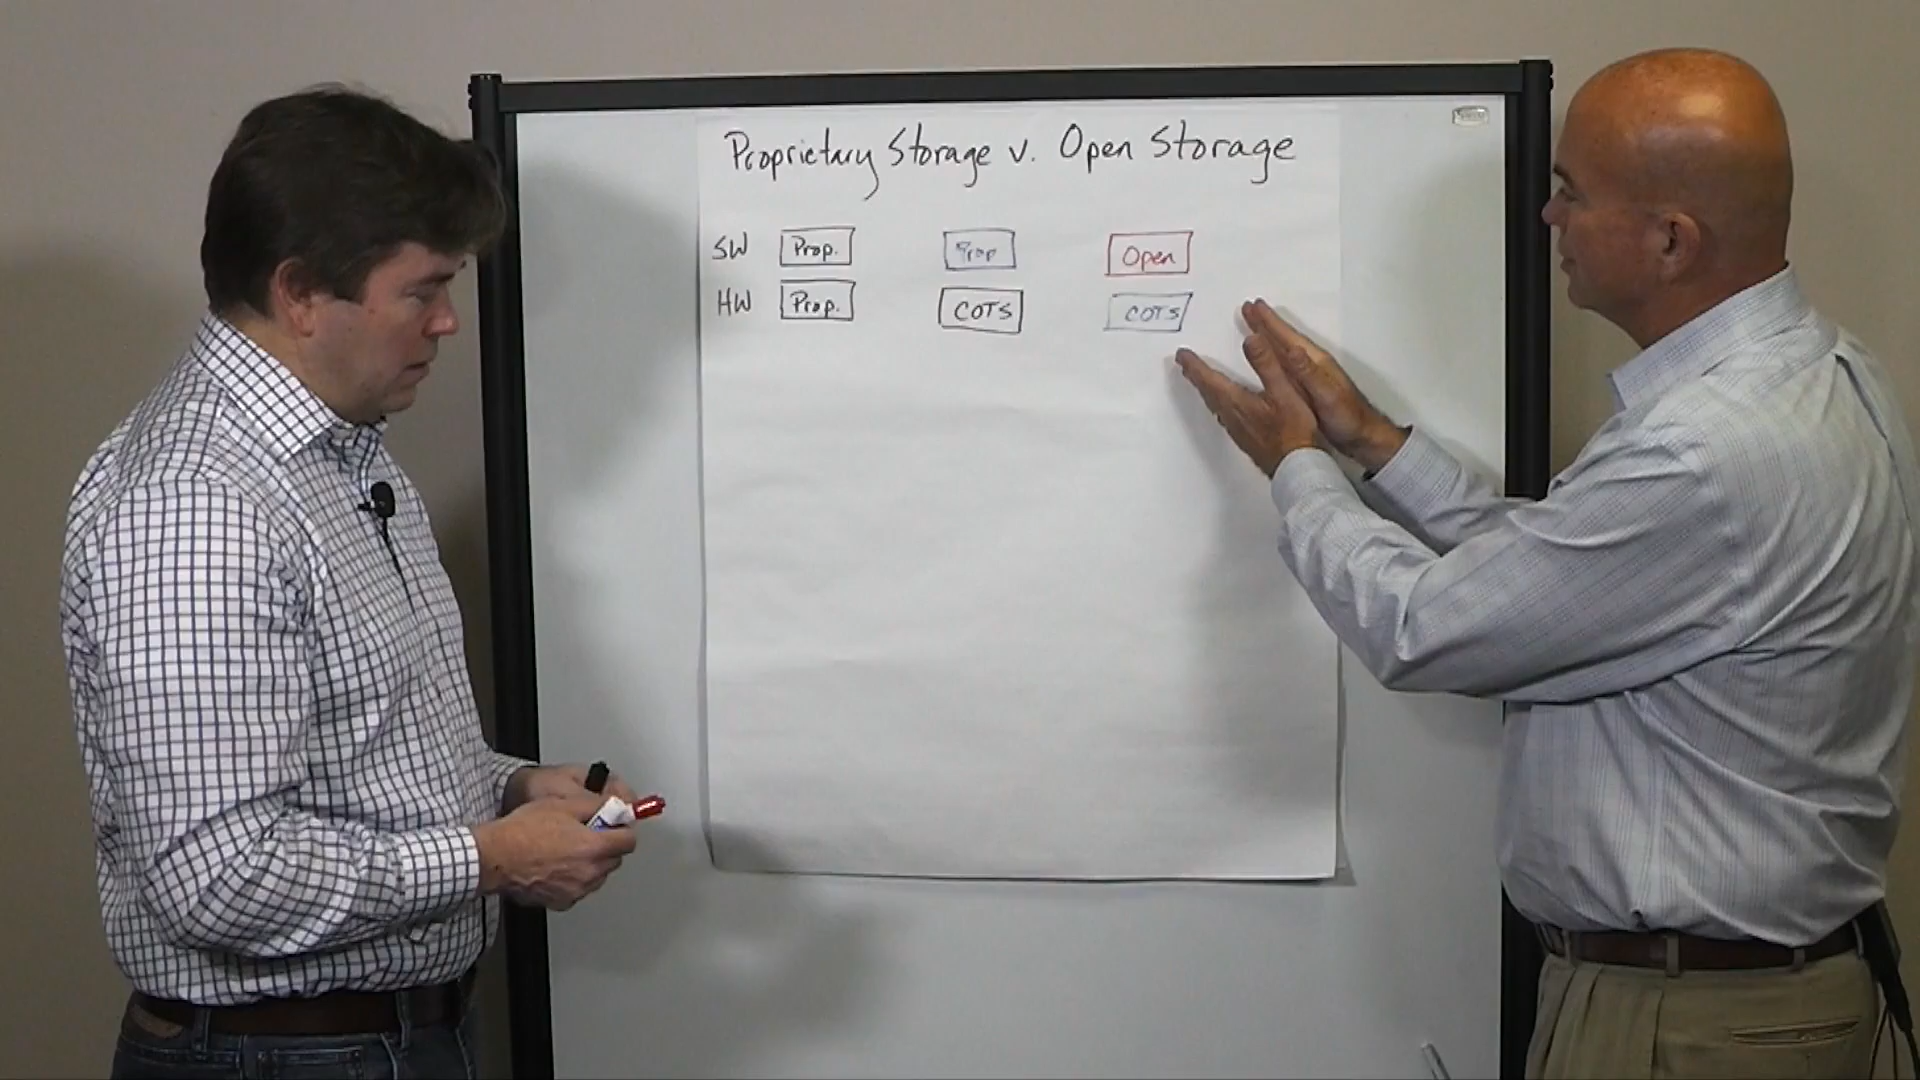 Proprietary Storage v. Open Storage
SW Prop. Prop Open
HW Prop. COTS COTS